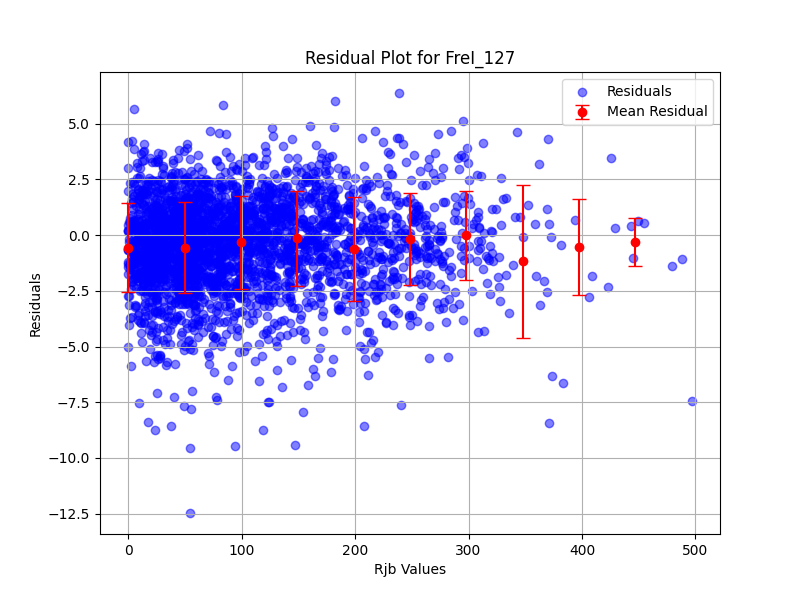 Residual Plot for FreI_127
Residuals
Mean Residual
5.0
2.5
0.0
−2.5
−5.0
−7.5
−10.0
−12.5
Residuals
0 100 200 300 400 500
Rjb Values